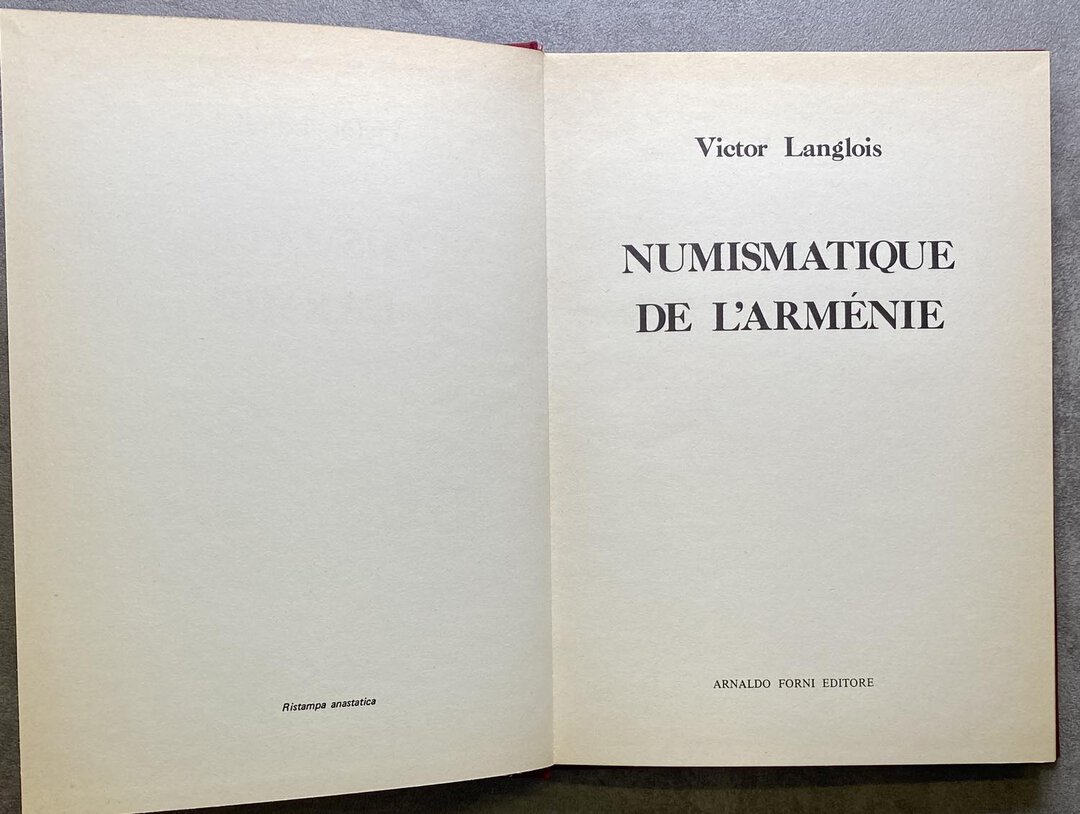 Ristampa anastatica
Victor Langlois
NUMISMATIQUE
DE L'ARMÉNIE
ARNALDO FORNI EDITORE